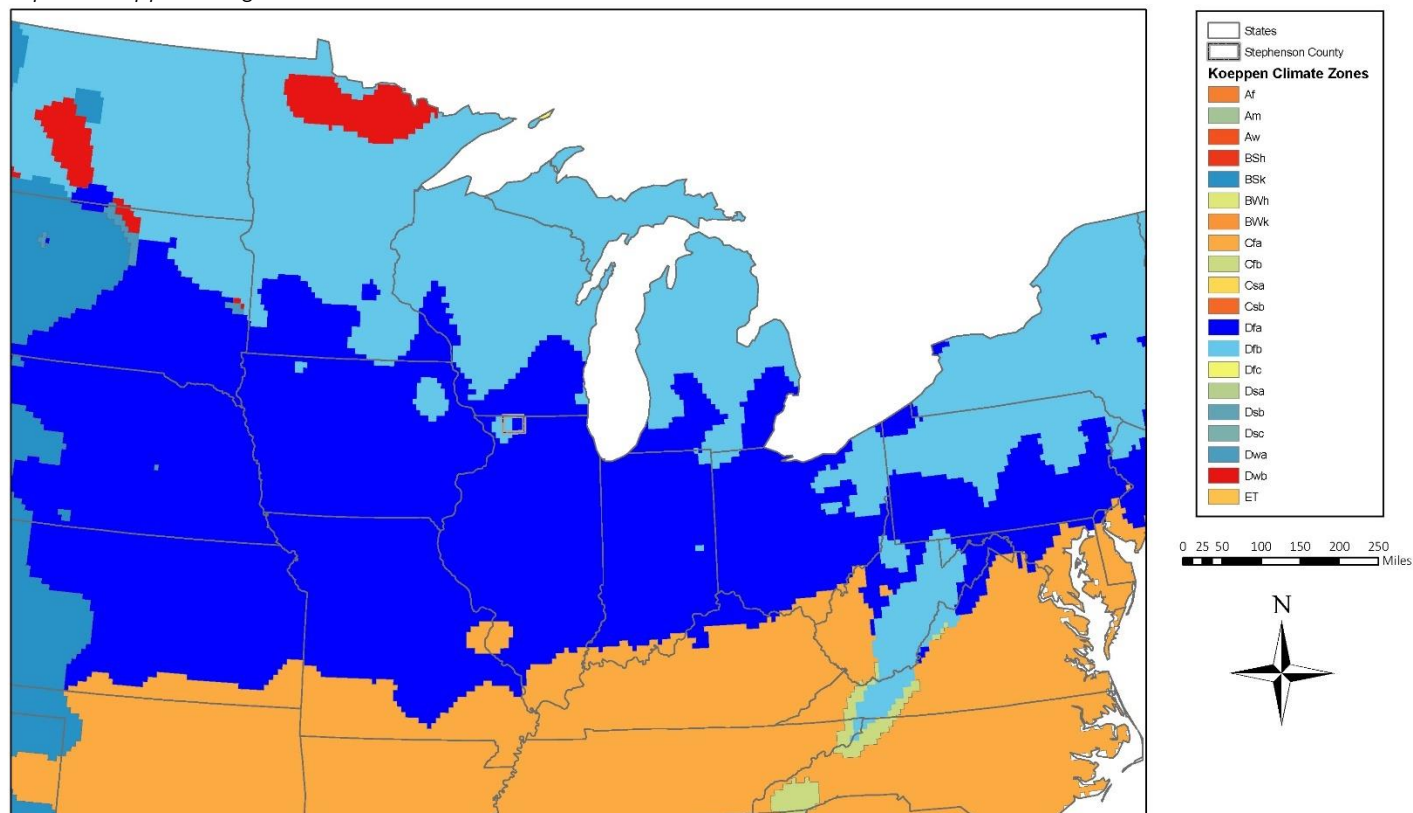 States
Stephenson County
Koeppen Climate Zones
Af
Am
Aw
BSh
BSk
BWh
BWk
Cfa
Cfb
Csa
Csb
Dfa
Dfb
Dfc
Dsa
Dsb
Dsc
Dwa
Dwb
ET
0 25 50 100 150 200 250
Miles
N